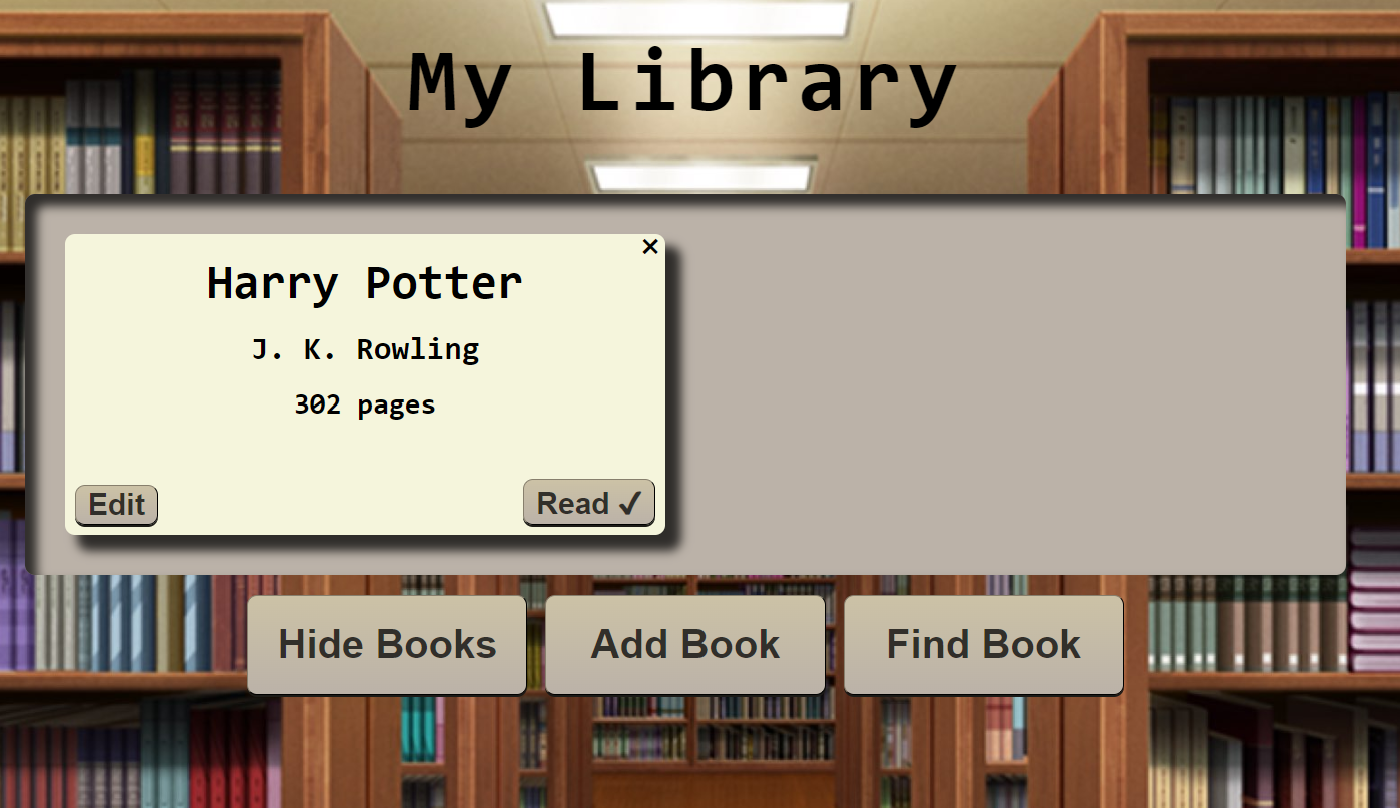 My Library
×
Harry Potter
J. K. Rowling
302 pages
Edit
Read ✓
Hide Books
Add Book
Find Book